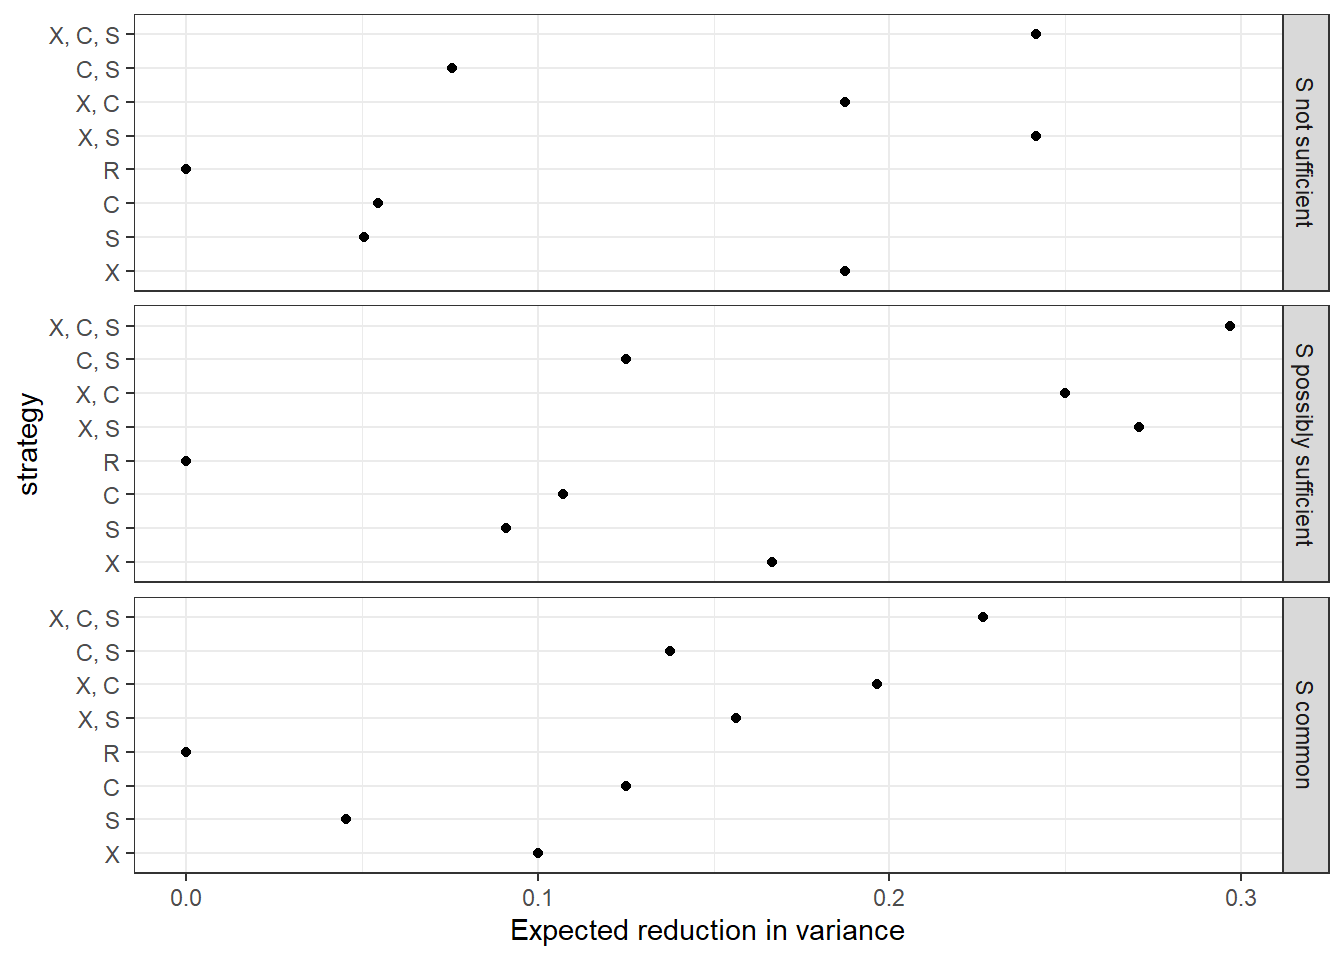 X, C, S
C, S
X, C
X, S
R
C
S
X
S not sufficient
X, C, S
C, S
X, C
X, S
R
C
S
X
S possibly sufficient
strategy
X, C, S
C, S
X, C
X, S
R
C
S
X
S common
0.0 0.1 0.2 0.3
Expected reduction in variance